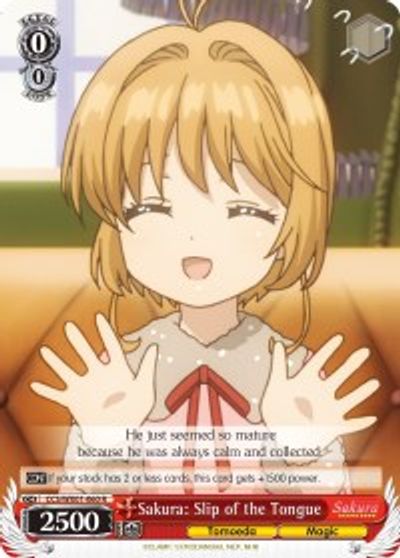 0
0
He just seemed so mature
because he was always calm and collected.
If your stock has 2 or less cards, this card gets +1500 power.
2500
Sakura: Slip of the Tongue
Sakura
Tomoeda
Magic